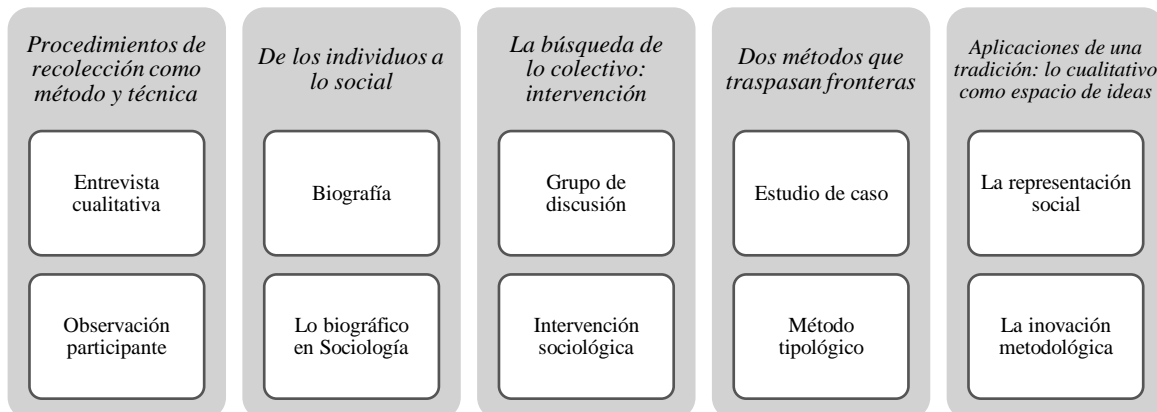 Procedimientos de
recolección como
método y técnica
Entrevista
cualitativa
Observación
participante
De los individuos a
lo social
Biografía
Lo biográfico
en Sociología
La búsqueda de
lo colectivo:
intervención
Grupo de
discusión
Intervención
sociológica
Dos métodos que
traspasan fronteras
Estudio de caso
Método
tipológico
Aplicaciones de una
tradición: lo cualitativo
como espacio de ideas
La representación
social
La inovación
metodológica